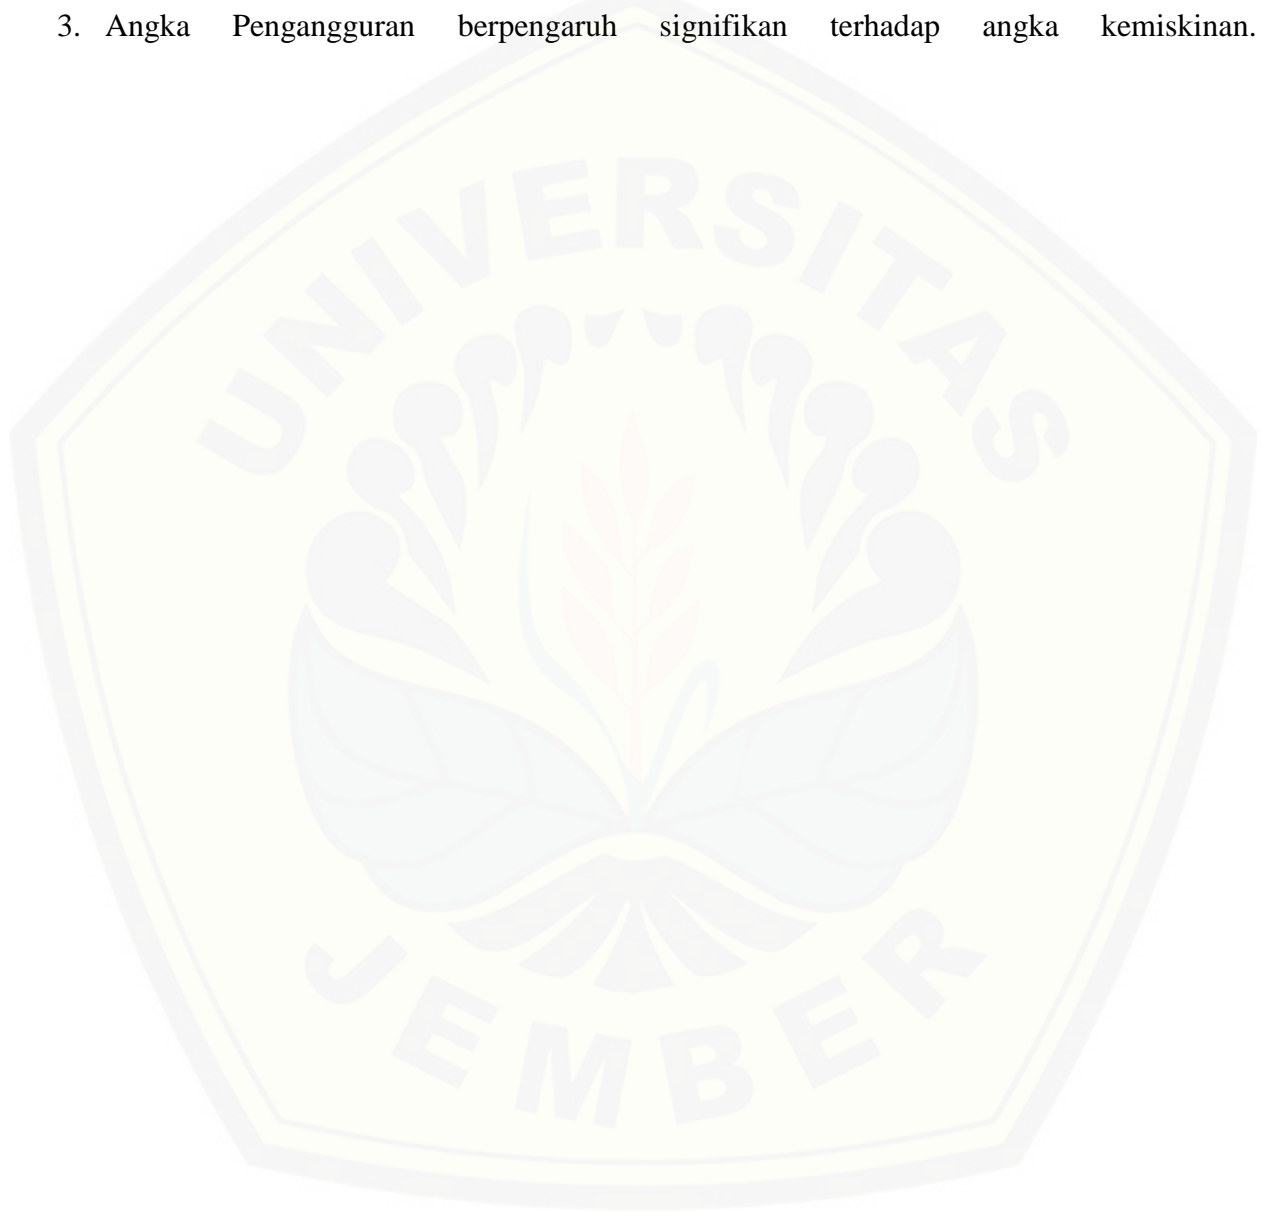 3. Angka Pengangguran berpengaruh signifikan terhadap angka kemiskinan.
UNIVERSITAS
JEMBER